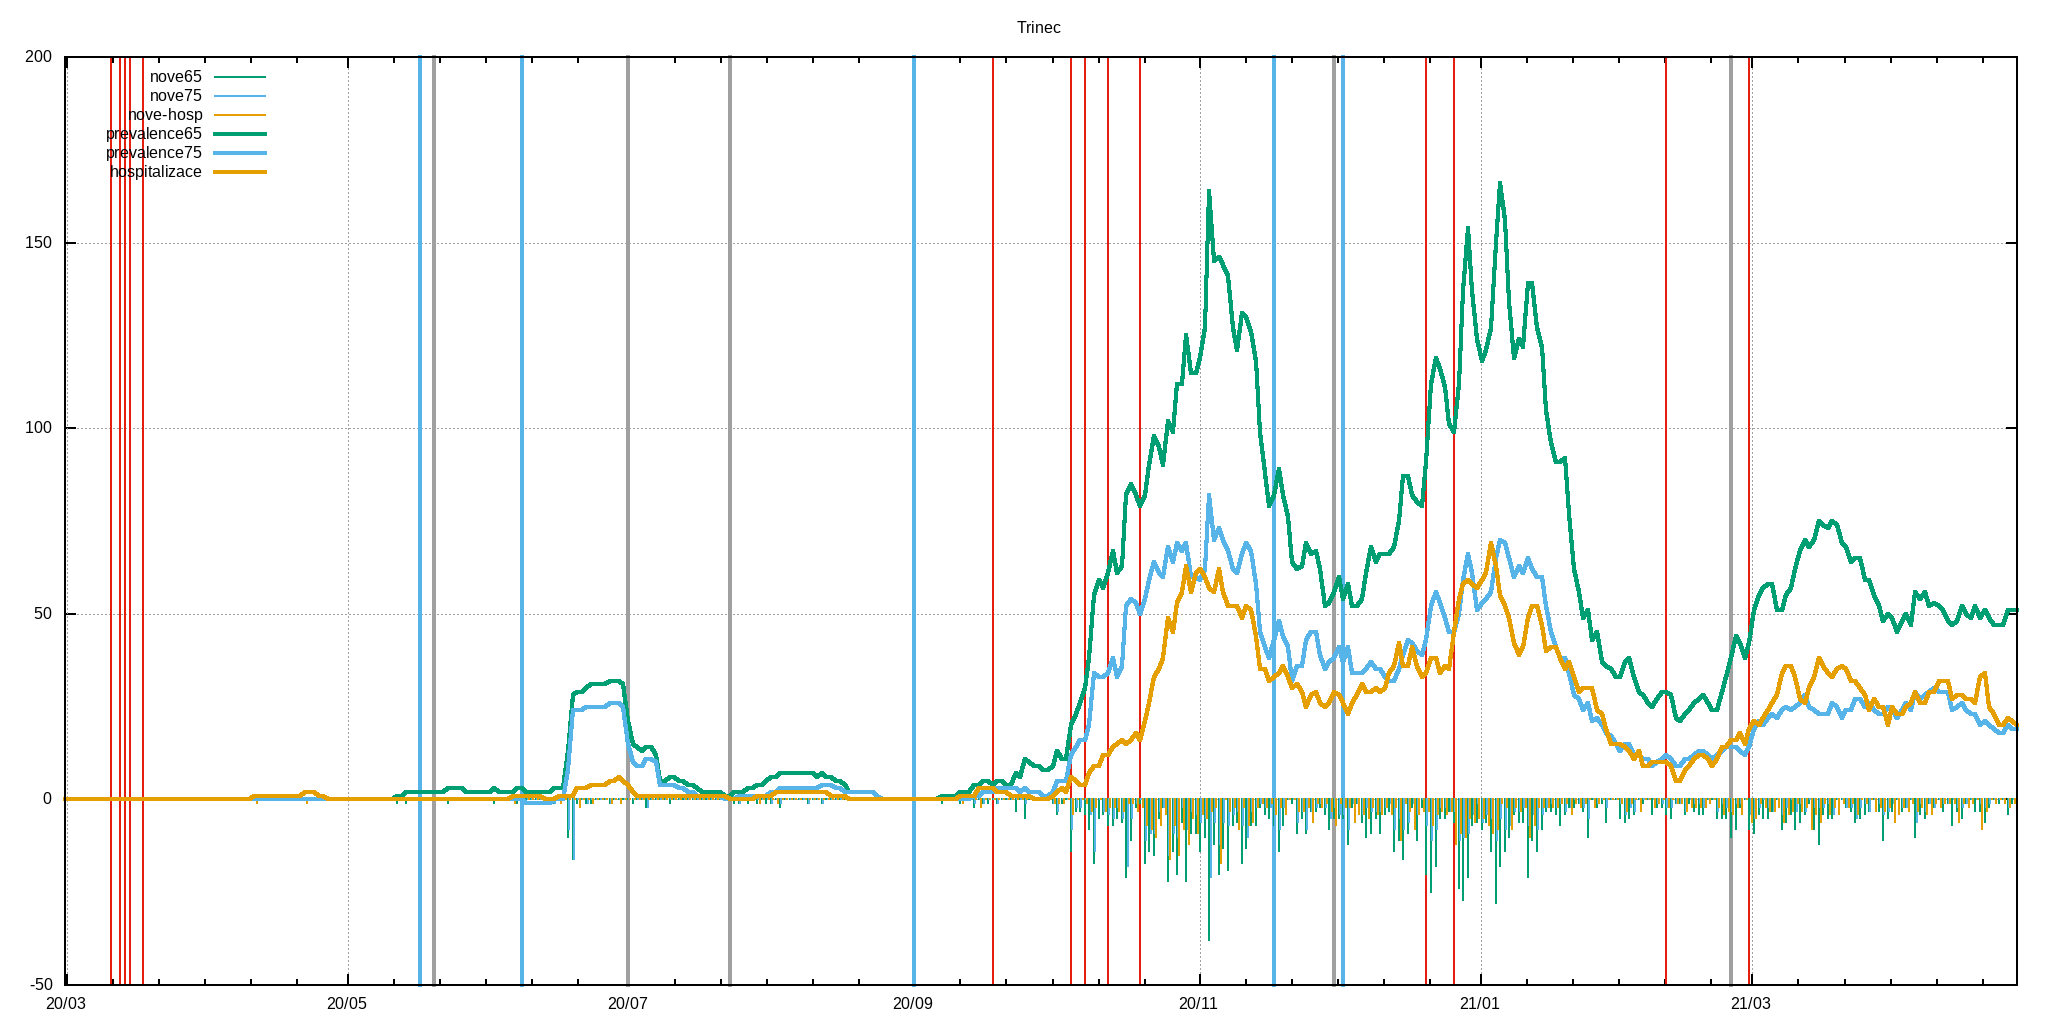 Trinec
200
nove65
nove75
nove-hosp
prevalence65
prevalence75
hospitalizace
150
100
50
0
-50
20/03 20/05 20/07 20/09 20/11 21/01 21/03